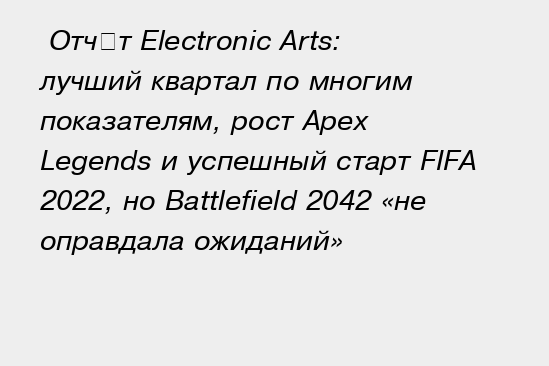 Отч□т Electronic Arts:
лучший квартал по многим
показателям, рост Apex
Legends и успешный старт FIFA
2022, но Battlefield 2042 «не
оправдала ожиданий»